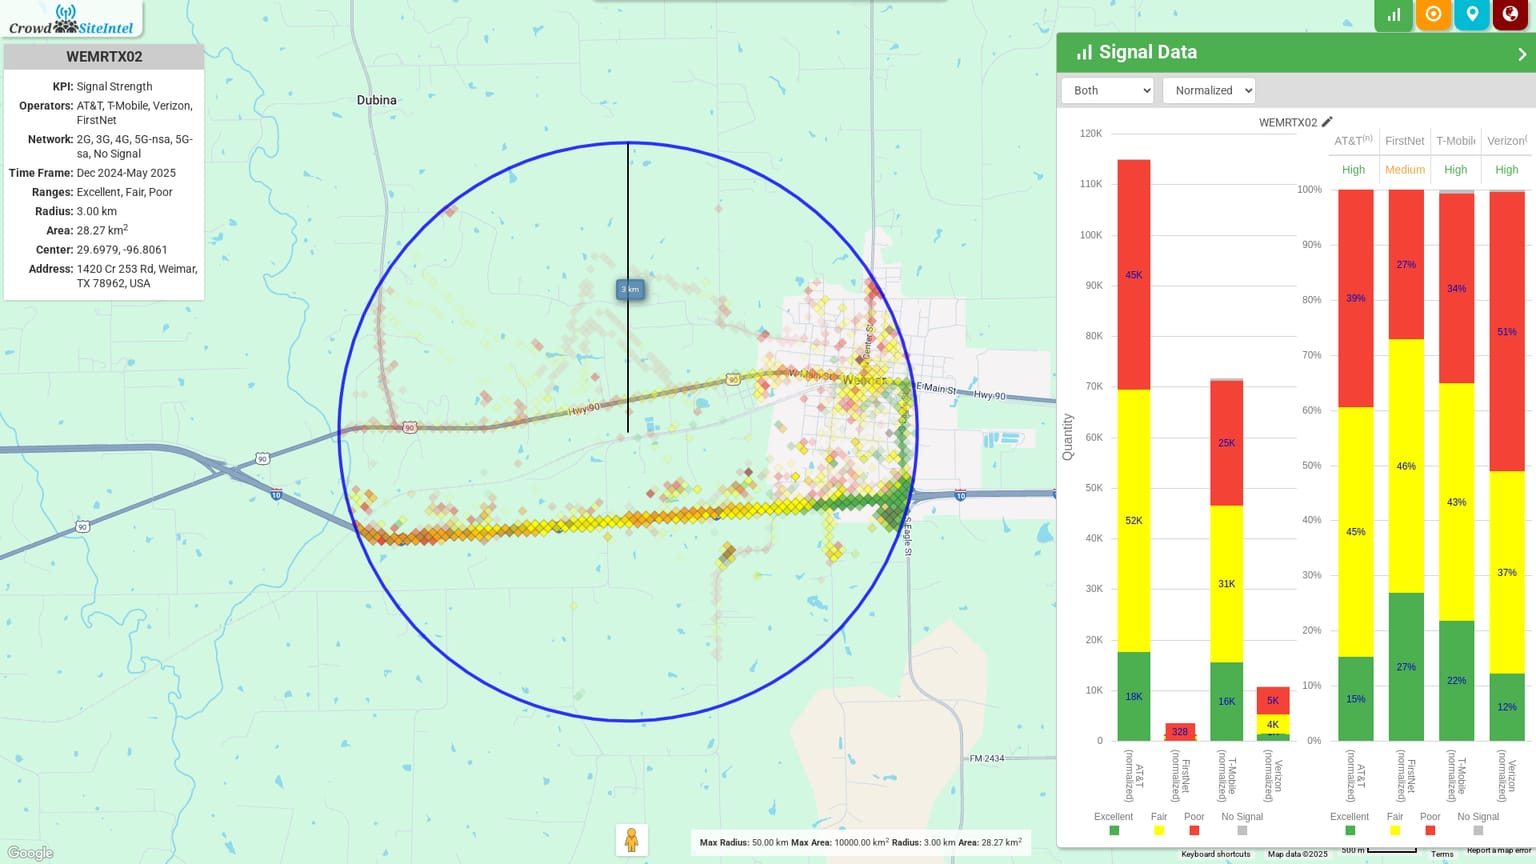 CrowdSiteIntel
WEMRTX02
KPI: Signal Strength
Operators: AT&T, T-Mobile, Verizon,
FirstNet
Network: 2G, 3G, 4G, 5G-nsa, 5G-
sa, No Signal
Time Frame: Dec 2024-May 2025
Ranges: Excellent, Fair, Poor
Radius: 3.00 km
Area: 28.27 km²
Center: 29.6979, -96.8061
Address: 1420 Cr 253 Rd, Weimar,
TX 78962, USA
Dubina
3 km
Center St
90
W Main St
Weimar
E Main St
Hwy 90
Hwy 90
90
90
10
10
90
S Eagle St
FM 2434
Google
Max Radius: 50.00 km Max Area: 10000.00 km² Radius: 3.00 km Area: 28.27 km²
Signal Data
Both
Normalized
WEMRTX02
120K
110K
100K
90K
80K
70K
60K
50K
40K
30K
20K
10K
0
Quantity
45K
52K
18K
328
25K
31K
16K
5K
4K
AT&T (normalized)
FirstNet (normalized)
T-Mobile (normalized)
Verizon (normalized)
Excellent
Fair
Poor
No Signal
AT&T(n)
FirstNet
T-Mobile
Verizon(
High
Medium
High
High
100%
90%
80%
70%
60%
50%
40%
30%
20%
10%
0%
39%
45%
15%
27%
46%
27%
34%
43%
22%
51%
37%
12%
AT&T (normalized)
FirstNet (normalized)
T-Mobile (normalized)
Verizon (normalized)
Excellent
Fair
Poor
No Signal
Keyboard shortcuts
Map data ©2025
500 m
Terms
Report a map error